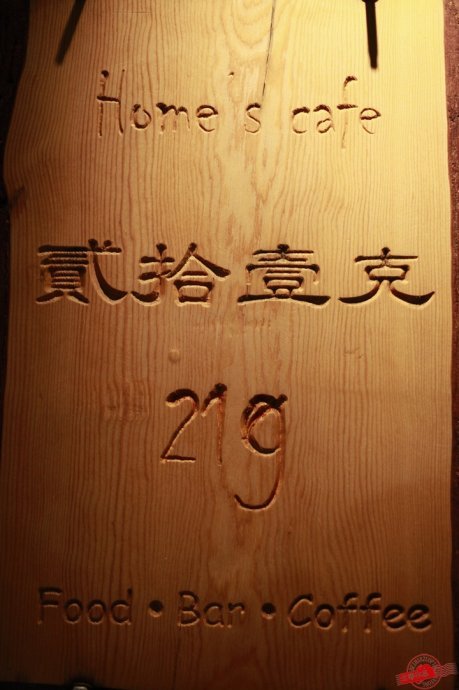 Home's cafe
貳拾壹克
21g
Food • Bar • Coffee